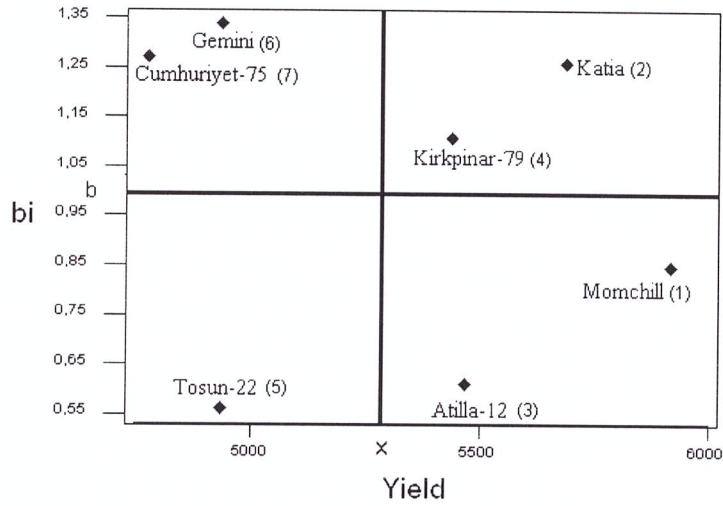 1,35
Gemini (6)
Katia (2)
1,25
Cumhuriyet-75 (7)
1,15
Kirkpinar-79 (4)
1,05
b
bi
0,95
0,85
Momchill (1)
0,75
0,65
Tosun-22 (5)
Atilla-12 (3)
0,55
5000
X
5500
6000
Yield